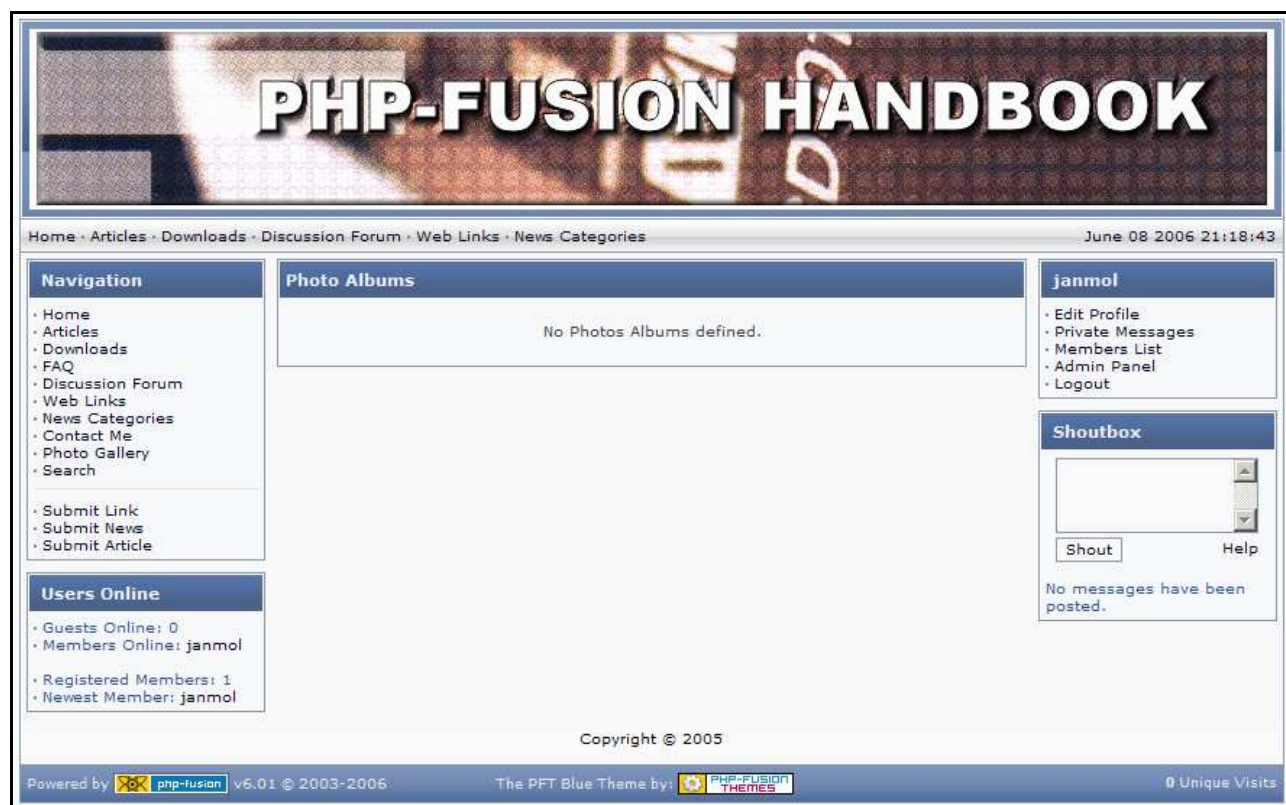 PHP-FUSION HANDBOOK
Home · Articles · Downloads · Discussion Forum · Web Links · News Categories
June 08 2006 21:18:43
Navigation
· Home
· Articles
· Downloads
· FAQ
· Discussion Forum
· Web Links
· News Categories
· Contact Me
· Photo Gallery
· Search
· Submit Link
· Submit News
· Submit Article
Users Online
· Guests Online: 0
· Members Online: janmol
· Registered Members: 1
· Newest Member: janmol
Photo Albums
No Photos Albums defined.
janmol
· Edit Profile
· Private Messages
· Members List
· Admin Panel
· Logout
Shoutbox
Shout
Help
No messages have been
posted.
Copyright © 2005
Powered by php-fusion v6.01 © 2003-2006
The PFT Blue Theme by: PHP-FUSION THEMES
0 Unique Visits